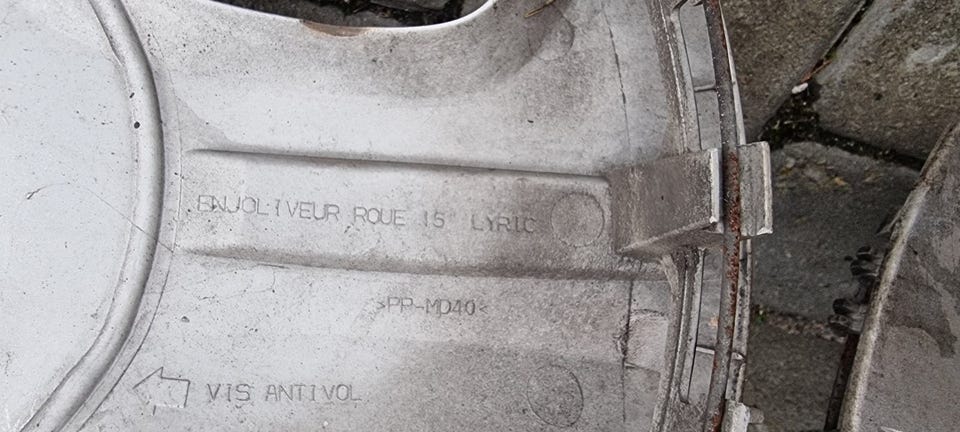 ENJOLIVEUR ROUE 15" LYRIC
>PP-MD40<
VIS ANTIVOL